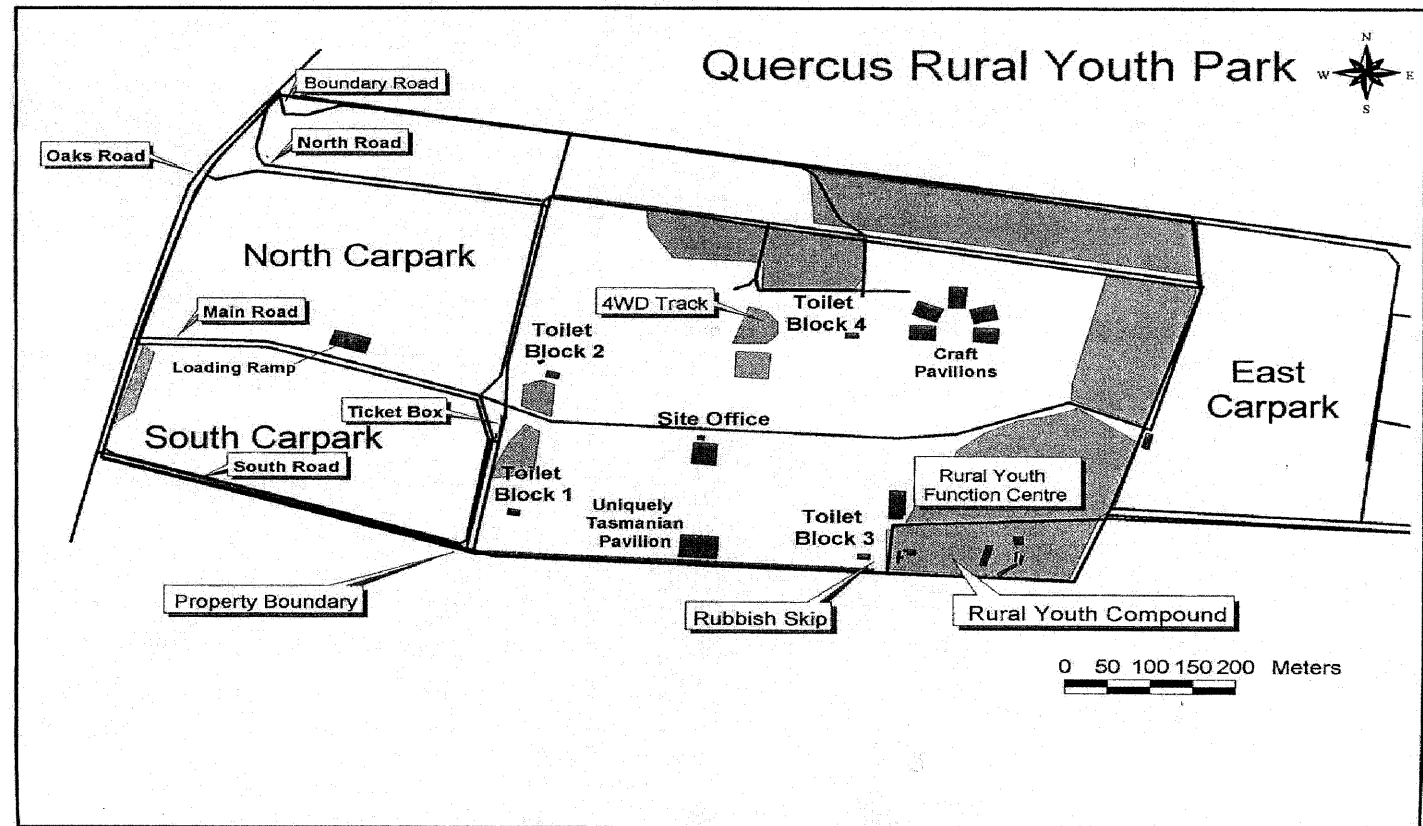 Quercus Rural Youth Park
N
W
E
S
Boundary Road
North Road
Oaks Road
North Carpark
Main Road
Loading Ramp
Toilet
Block 2
4WD Track
Toilet
Block 4
Craft
Pavilions
East
Carpark
Ticket Box
South Carpark
South Road
Site Office
Toilet
Block 1
Uniquely
Tasmanian
Pavilion
Toilet
Block 3
Rural Youth
Function Centre
Property Boundary
Rubbish Skip
Rural Youth Compound
0 50 100 150 200 Meters